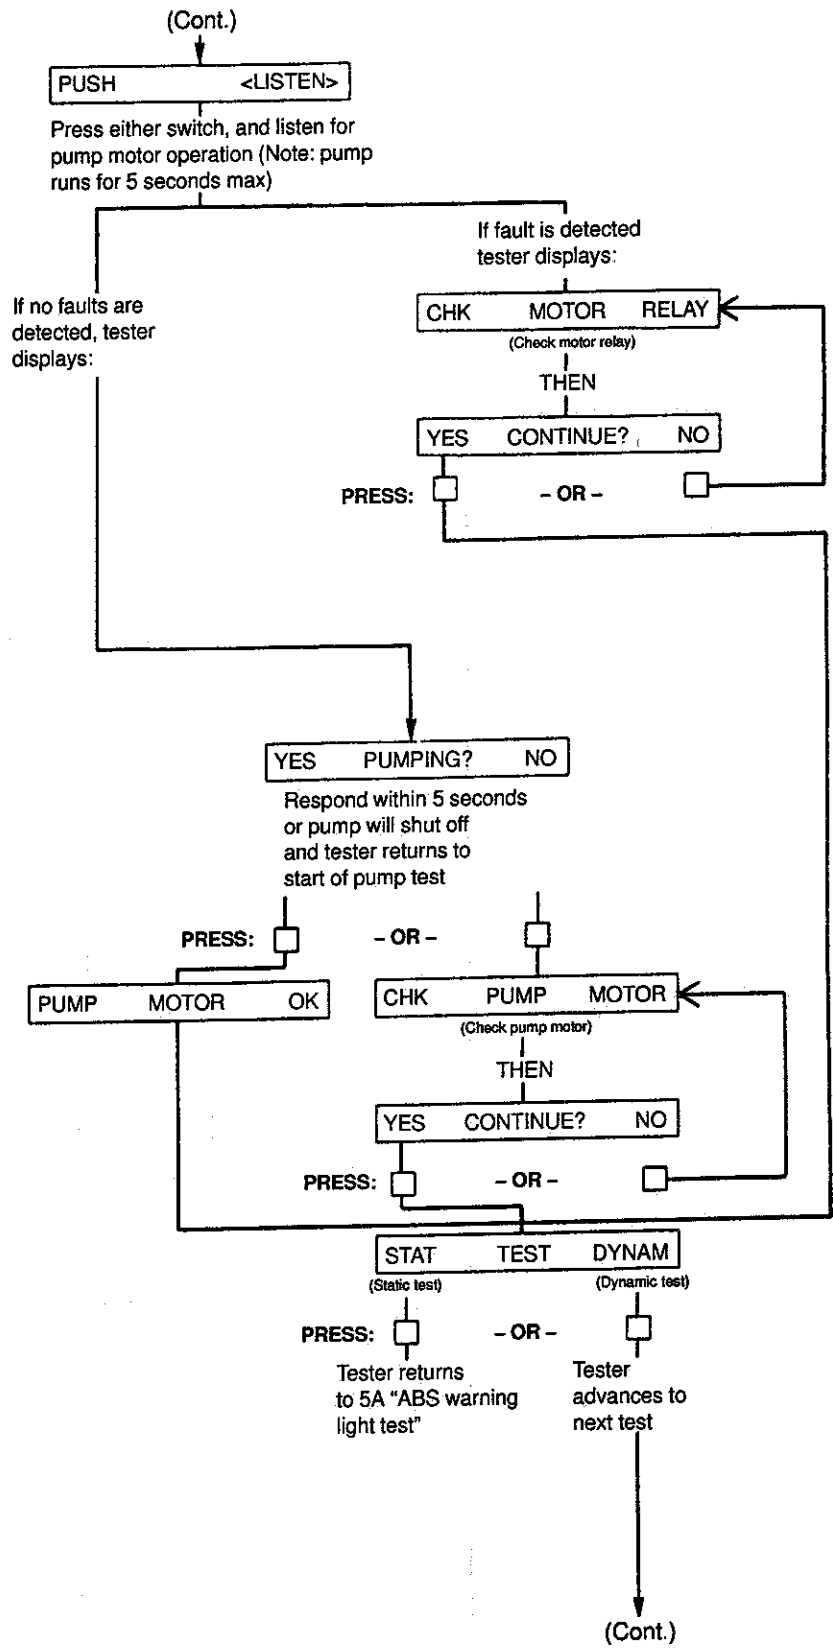 (Cont.)
PUSH <LISTEN>
Press either switch, and listen for
pump motor operation (Note: pump
runs for 5 seconds max)
If fault is detected
tester displays:
If no faults are
detected, tester
displays:
CHK MOTOR RELAY
(Check motor relay)
THEN
YES CONTINUE? NO
PRESS: – OR –
YES PUMPING? NO
Respond within 5 seconds
or pump will shut off
and tester returns to
start of pump test
PRESS: – OR –
PUMP MOTOR OK
CHK PUMP MOTOR
(Check pump motor)
THEN
YES CONTINUE? NO
PRESS: – OR –
STAT TEST DYNAM
(Static test) (Dynamic test)
PRESS: – OR –
Tester returns
to 5A "ABS warning
light test"
Tester
advances to
next test
(Cont.)